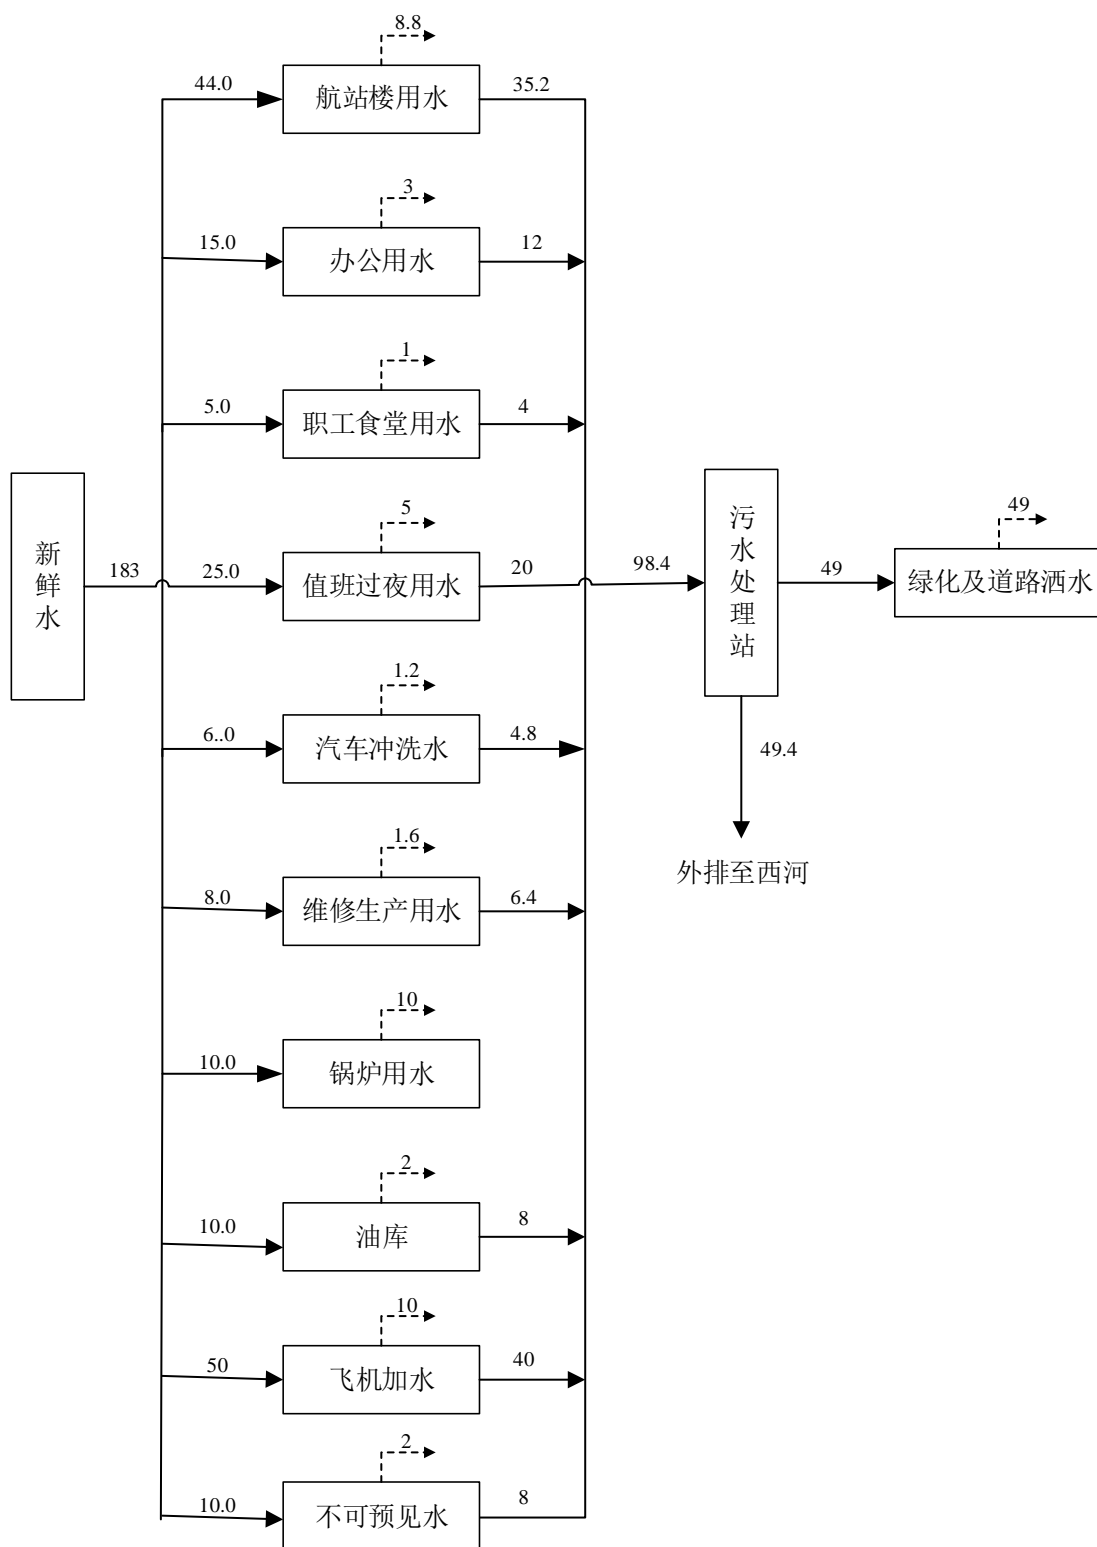 8.8
44.0
航站楼用水
35.2
3
15.0
办公用水
12
1
5.0
职工食堂用水
4
新鲜水
183
5
25.0
值班过夜用水
20
98.4
污水处理站
49
49
绿化及道路洒水
1.2
6..0
汽车冲洗水
4.8
49.4
外排至西河
1.6
8.0
维修生产用水
6.4
10
10.0
锅炉用水
2
10.0
油库
8
10
50
飞机加水
40
2
10.0
不可预见水
8